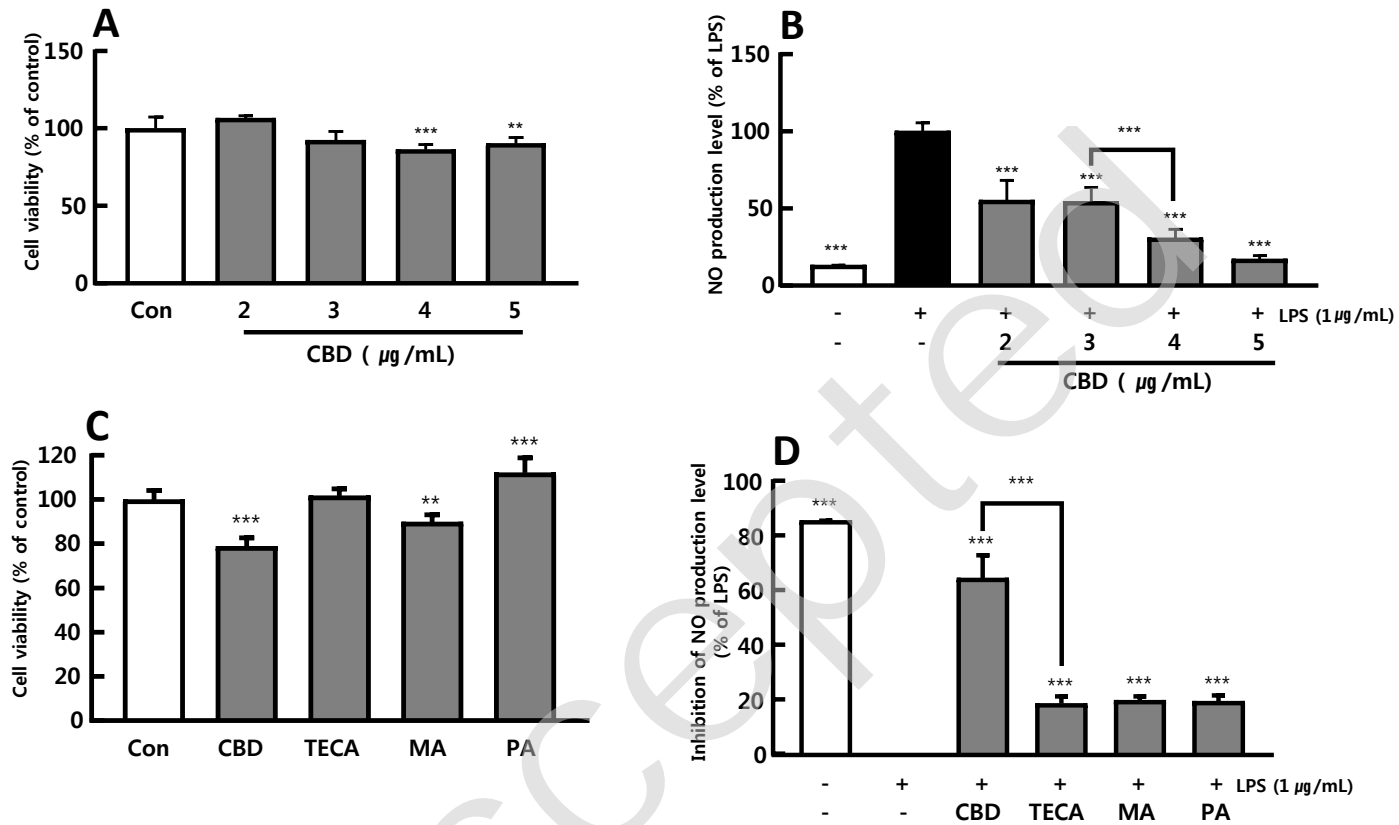 A
Cell viability (% of control)
150
100
50
0
***
**
Con 2 3 4 5
CBD ( µg/mL)
B
NO production level (% of LPS)
150
100
50
0
***
***
***
***
***
***
- + + + + + LPS (1 µg/mL)
- - 2 3 4 5
CBD ( µg/mL)
C
Cell viability (% of control)
120
100
80
60
40
20
0
***
**
***
Con CBD TECA MA PA
D
Inhibition of NO production level
(% of LPS)
100
80
60
40
20
0
***
***
***
***
***
***
- + + + + + LPS (1 µg/mL)
- - CBD TECA MA PA
ccepted